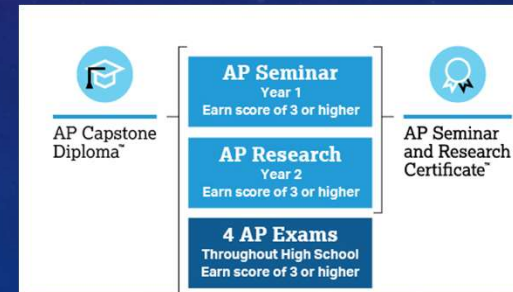 AP Capstone
Diploma™
AP Seminar
Year 1
Earn score of 3 or higher
AP Research
Year 2
Earn score of 3 or higher
4 AP Exams
Throughout High School
Earn score of 3 or higher
AP Seminar
and Research
Certificate™